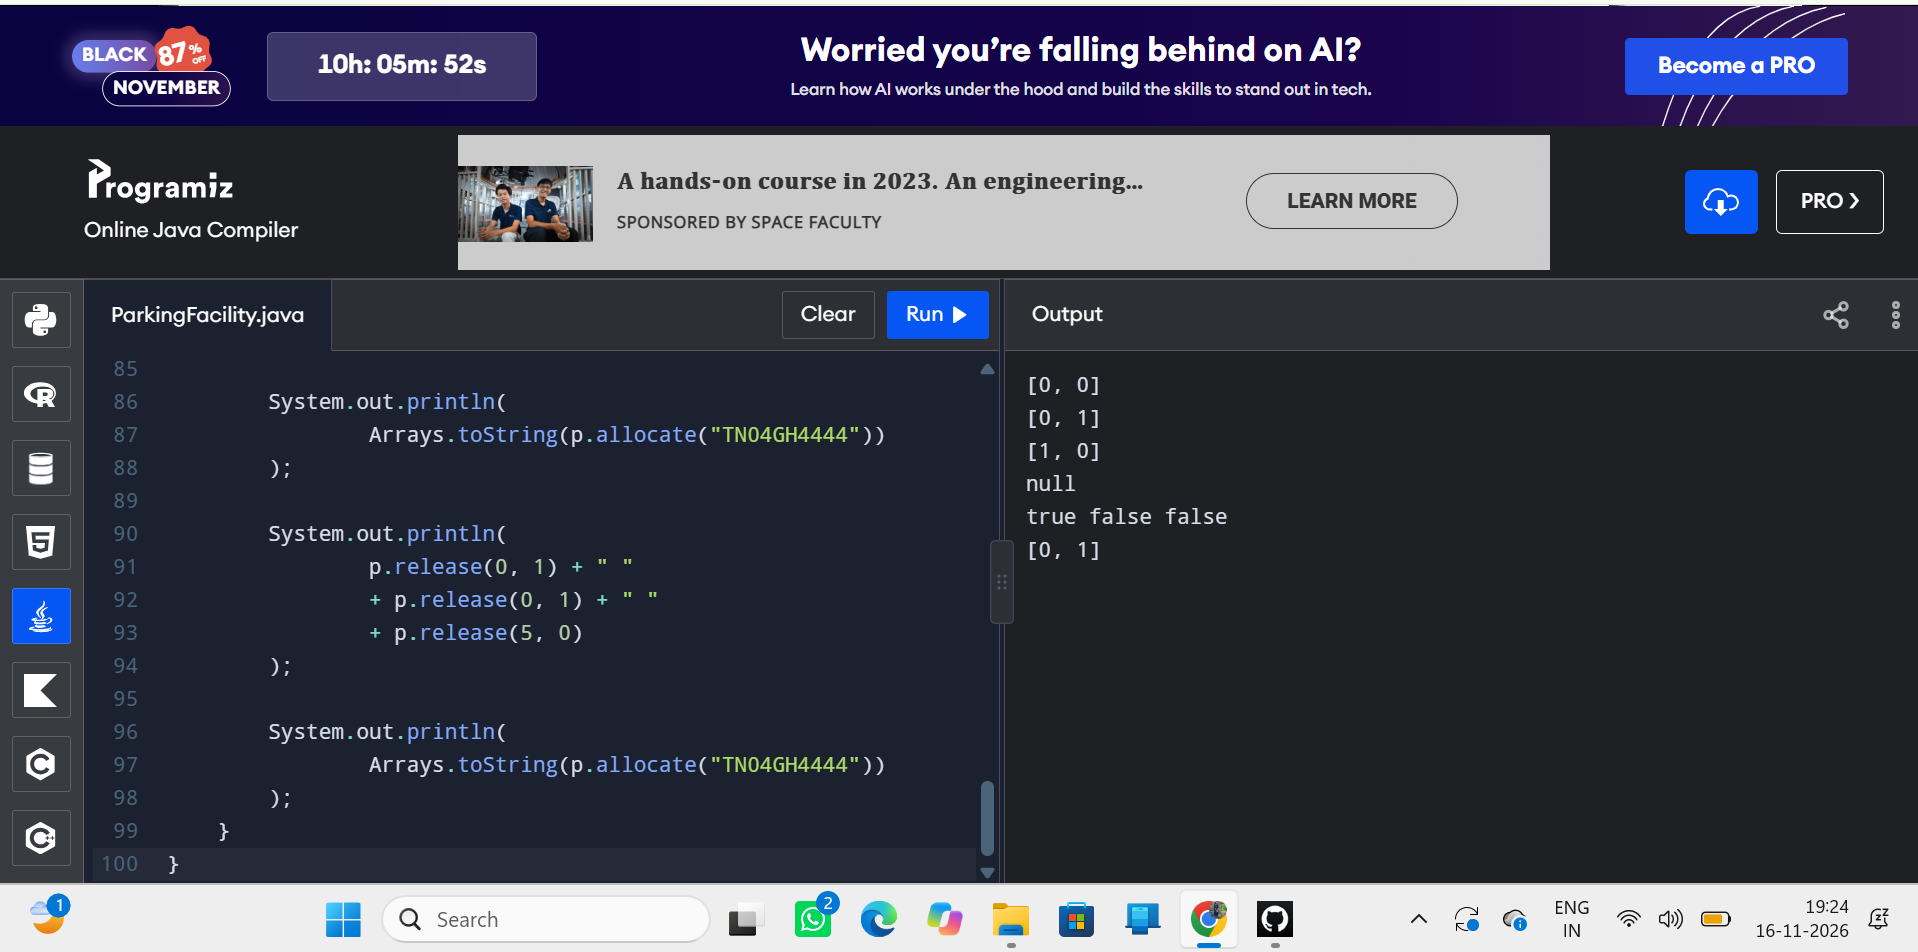 BLACK 87% OFF
NOVEMBER
10h: 05m: 52s
Worried you’re falling behind on AI?
Learn how AI works under the hood and build the skills to stand out in tech.
Become a PRO
Programiz
Online Java Compiler
A hands-on course in 2023. An engineering...
SPONSORED BY SPACE FACULTY
LEARN MORE
PRO
ParkingFacility.java
Clear
Run
Output
85
86 System.out.println(
87 Arrays.toString(p.allocate("TN04GH4444"))
88 );
89
90 System.out.println(
91 p.release(0, 1) + " "
92 + p.release(0, 1) + " "
93 + p.release(5, 0)
94 );
95
96 System.out.println(
97 Arrays.toString(p.allocate("TN04GH4444"))
98 );
99 }
100 }
[0, 0]
[0, 1]
[1, 0]
null
true false false
[0, 1]
1
Search
2
ENG
IN
19:24
16-11-2026